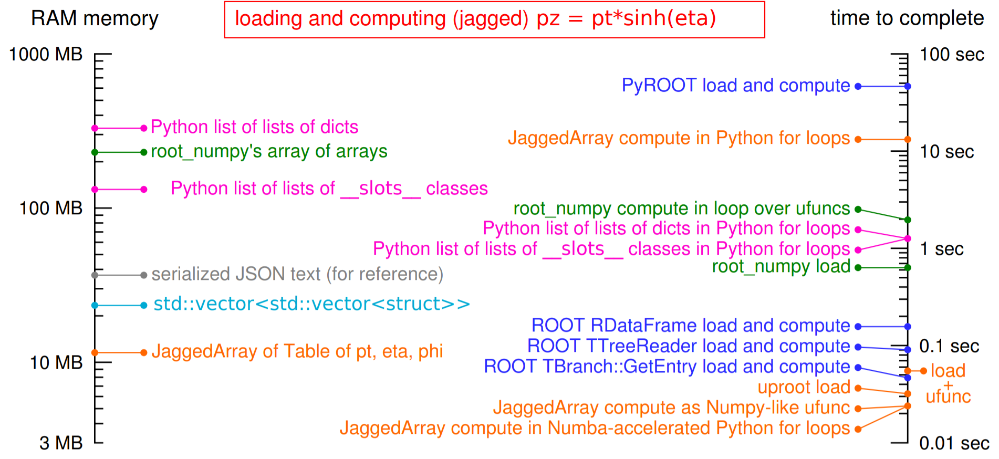 RAM memory
loading and computing (jagged) pz = pt*sinh(eta)
time to complete
1000 MB
100 MB
10 MB
3 MB
Python list of lists of dicts
root_numpy's array of arrays
Python list of lists of __slots__ classes
serialized JSON text (for reference)
std::vector<std::vector<struct>>
JaggedArray of Table of pt, eta, phi
PyROOT load and compute
JaggedArray compute in Python for loops
root_numpy compute in loop over ufuncs
Python list of lists of dicts in Python for loops
Python list of lists of __slots__ classes in Python for loops
root_numpy load
ROOT RDataFrame load and compute
ROOT TTreeReader load and compute
ROOT TBranch::GetEntry load and compute
uproot load
JaggedArray compute as Numpy-like ufunc
JaggedArray compute in Numba-accelerated Python for loops
100 sec
10 sec
1 sec
0.1 sec
load
+
ufunc
0.01 sec